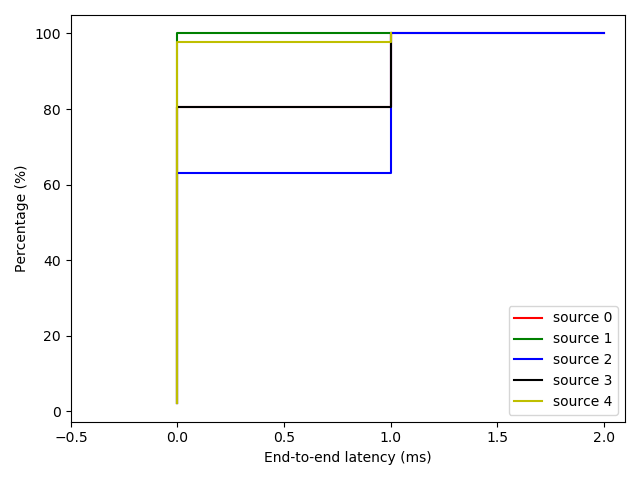 100
80
60
40
20
0
Percentage (%)
−0.5
0.0
0.5
1.0
1.5
2.0
End-to-end latency (ms)
source 0
source 1
source 2
source 3
source 4